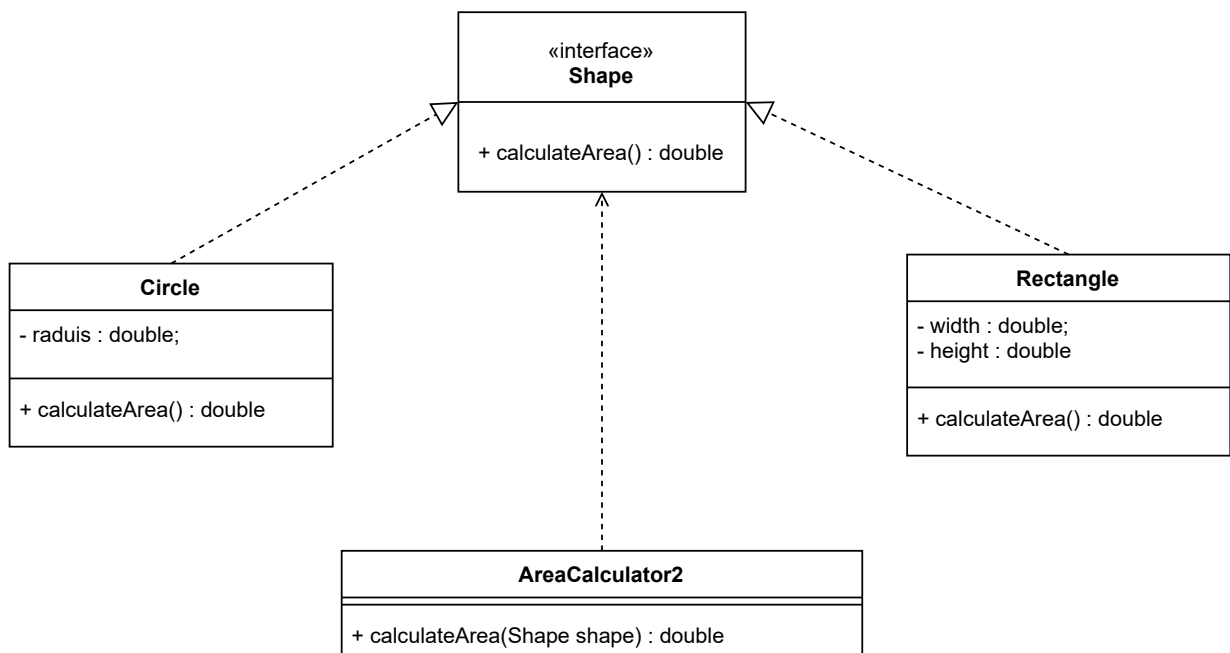 «interface»
Shape
+ calculateArea() : double
Circle
- raduis : double;
+ calculateArea() : double
Rectangle
- width : double;
- height : double
+ calculateArea() : double
AreaCalculator2
+ calculateArea(Shape shape) : double